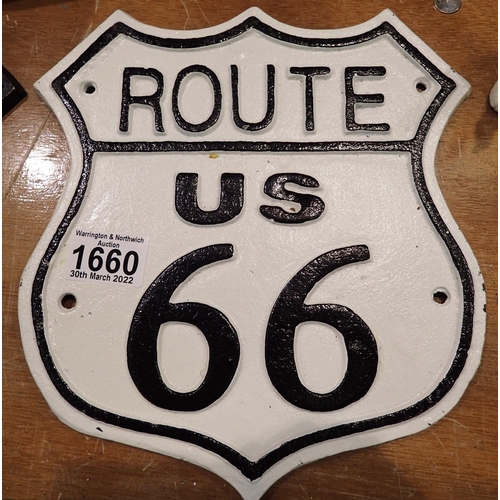 ROUTE
US
66
Warrington & Northwich
Auction
1660
30th March 2022